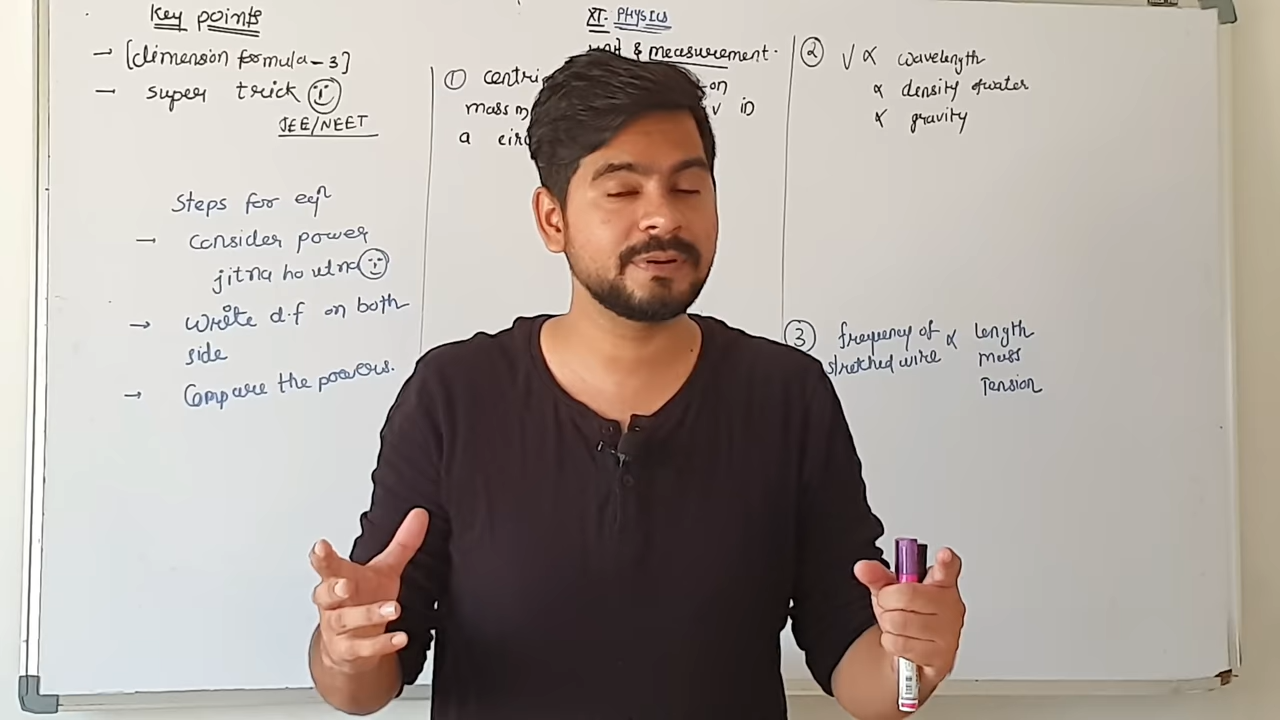 Key points
→ [dimension formula-3]
→ super trick
JEE/NEET
Steps for eqn
→ consider power
jitna ho utna
→ write d.f on both
side
→ Compare the powers.
XI- PHYSICS
unit & measurement.
① centri on
mass m v in
a circ
② V ∝ wavelength
∝ density of water
∝ gravity
③ frequency of ∝ length
stretched wire mass
Tension